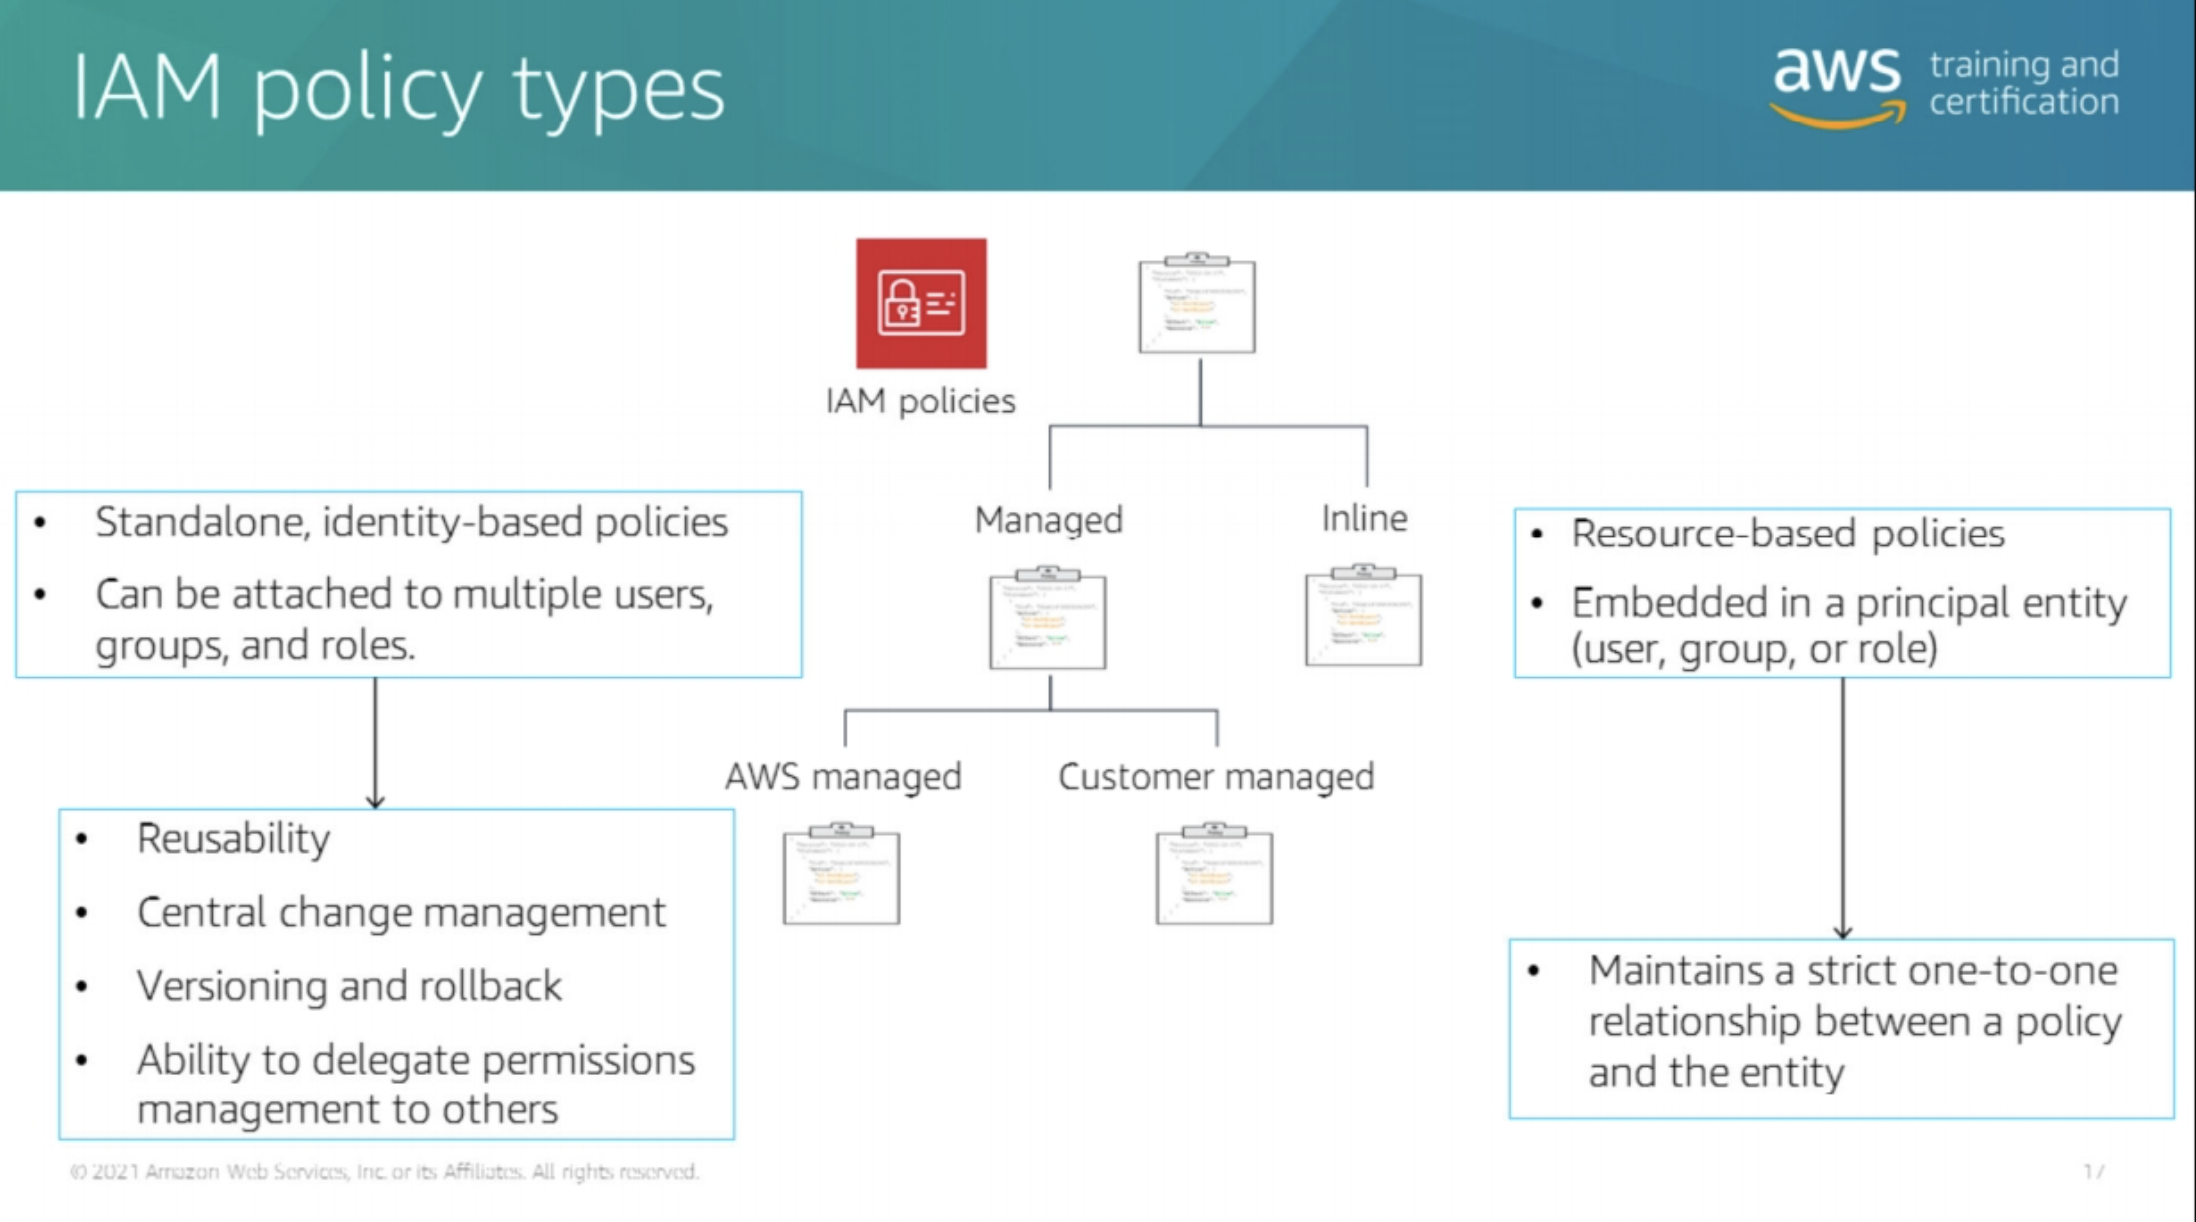 IAM policy types
aws training and
certification
IAM policies
Managed
Inline
• Standalone, identity-based policies
• Can be attached to multiple users,
groups, and roles.
• Resource-based policies
• Embedded in a principal entity
(user, group, or role)
AWS managed
Customer managed
• Reusability
• Central change management
• Versioning and rollback
• Ability to delegate permissions
management to others
• Maintains a strict one-to-one
relationship between a policy
and the entity
© 2021 Amazon Web Services, Inc. or its Affiliates. All rights reserved.
17